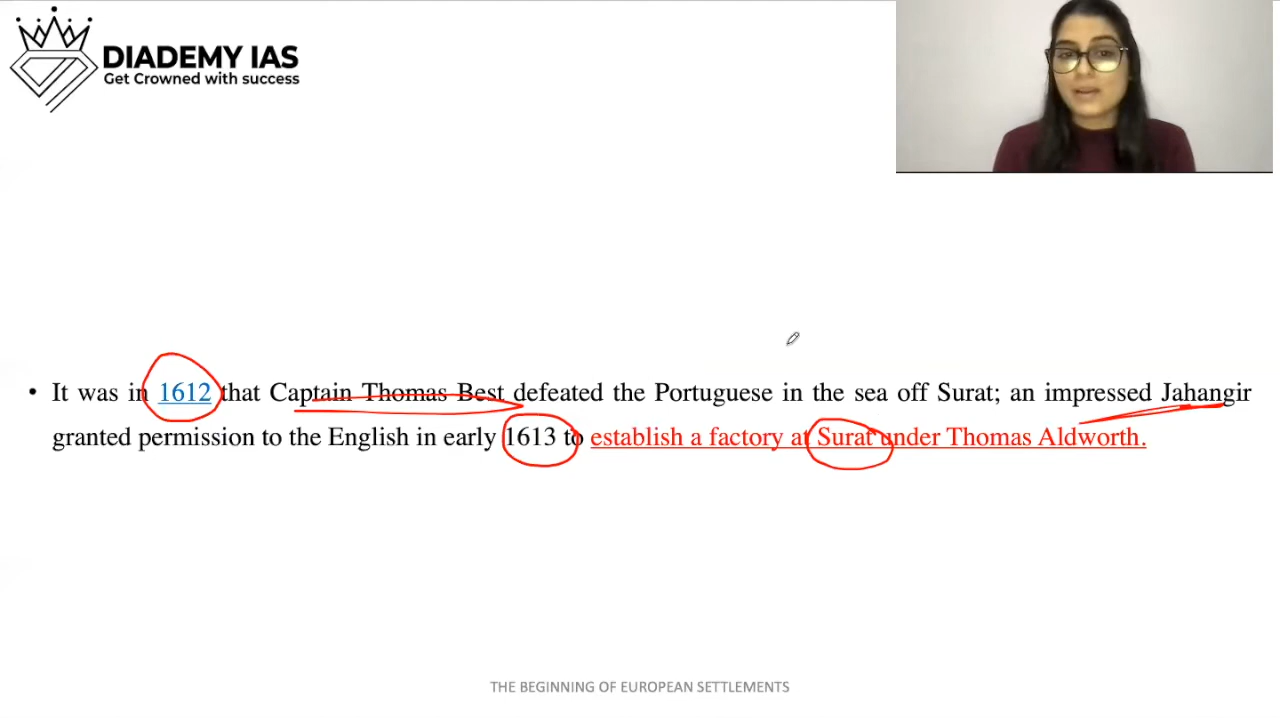 DIADEMY IAS
Get Crowned with success
• It was in 1612 that Captain Thomas Best defeated the Portuguese in the sea off Surat; an impressed Jahangir
granted permission to the English in early 1613 to establish a factory at Surat under Thomas Aldworth.
THE BEGINNING OF EUROPEAN SETTLEMENTS